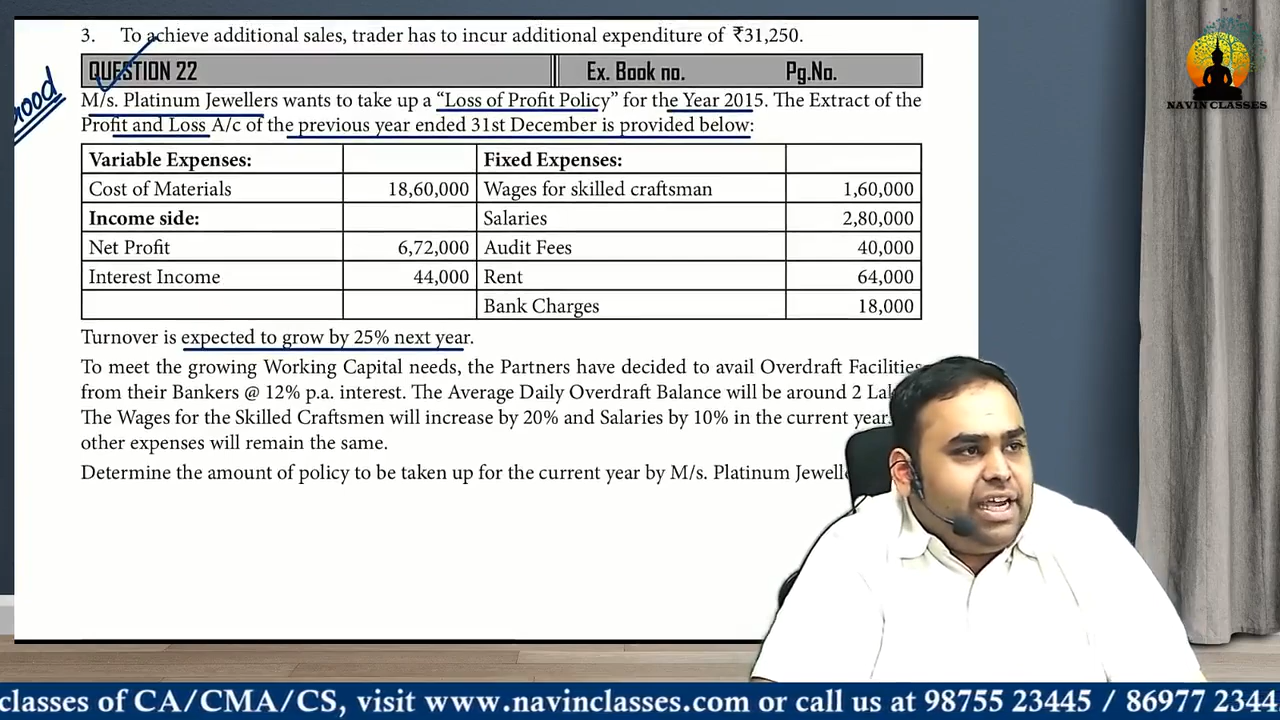 3. To achieve additional sales, trader has to incur additional expenditure of ₹31,250.
QUESTION 22 Ex. Book no. Pg.No.
M/s. Platinum Jewellers wants to take up a “Loss of Profit Policy” for the Year 2015. The Extract of the
Profit and Loss A/c of the previous year ended 31st December is provided below:
Variable Expenses: Fixed Expenses:
Cost of Materials 18,60,000 Wages for skilled craftsman 1,60,000
Income side: Salaries 2,80,000
Net Profit 6,72,000 Audit Fees 40,000
Interest Income 44,000 Rent 64,000
Bank Charges 18,000
Turnover is expected to grow by 25% next year.
To meet the growing Working Capital needs, the Partners have decided to avail Overdraft Facilities
from their Bankers @ 12% p.a. interest. The Average Daily Overdraft Balance will be around 2
The Wages for the Skilled Craftsmen will increase by 20% and Salaries by 10% in the current year
other expenses will remain the same.
Determine the amount of policy to be taken up for the current year by M/s. Platinum
NAVIN CLASSES
classes of CA/CMA/CS, visit www.navinclasses.com or call us at 98755 23445 / 86977 2344